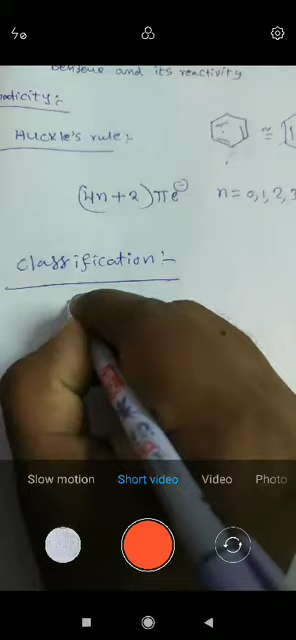 benzene and its reactivity
aticity:-
Huckle's rule:-
(4n+2)πe⊖ n=0,1,2,3
Classification:-
Slow motion Short video Video Photo